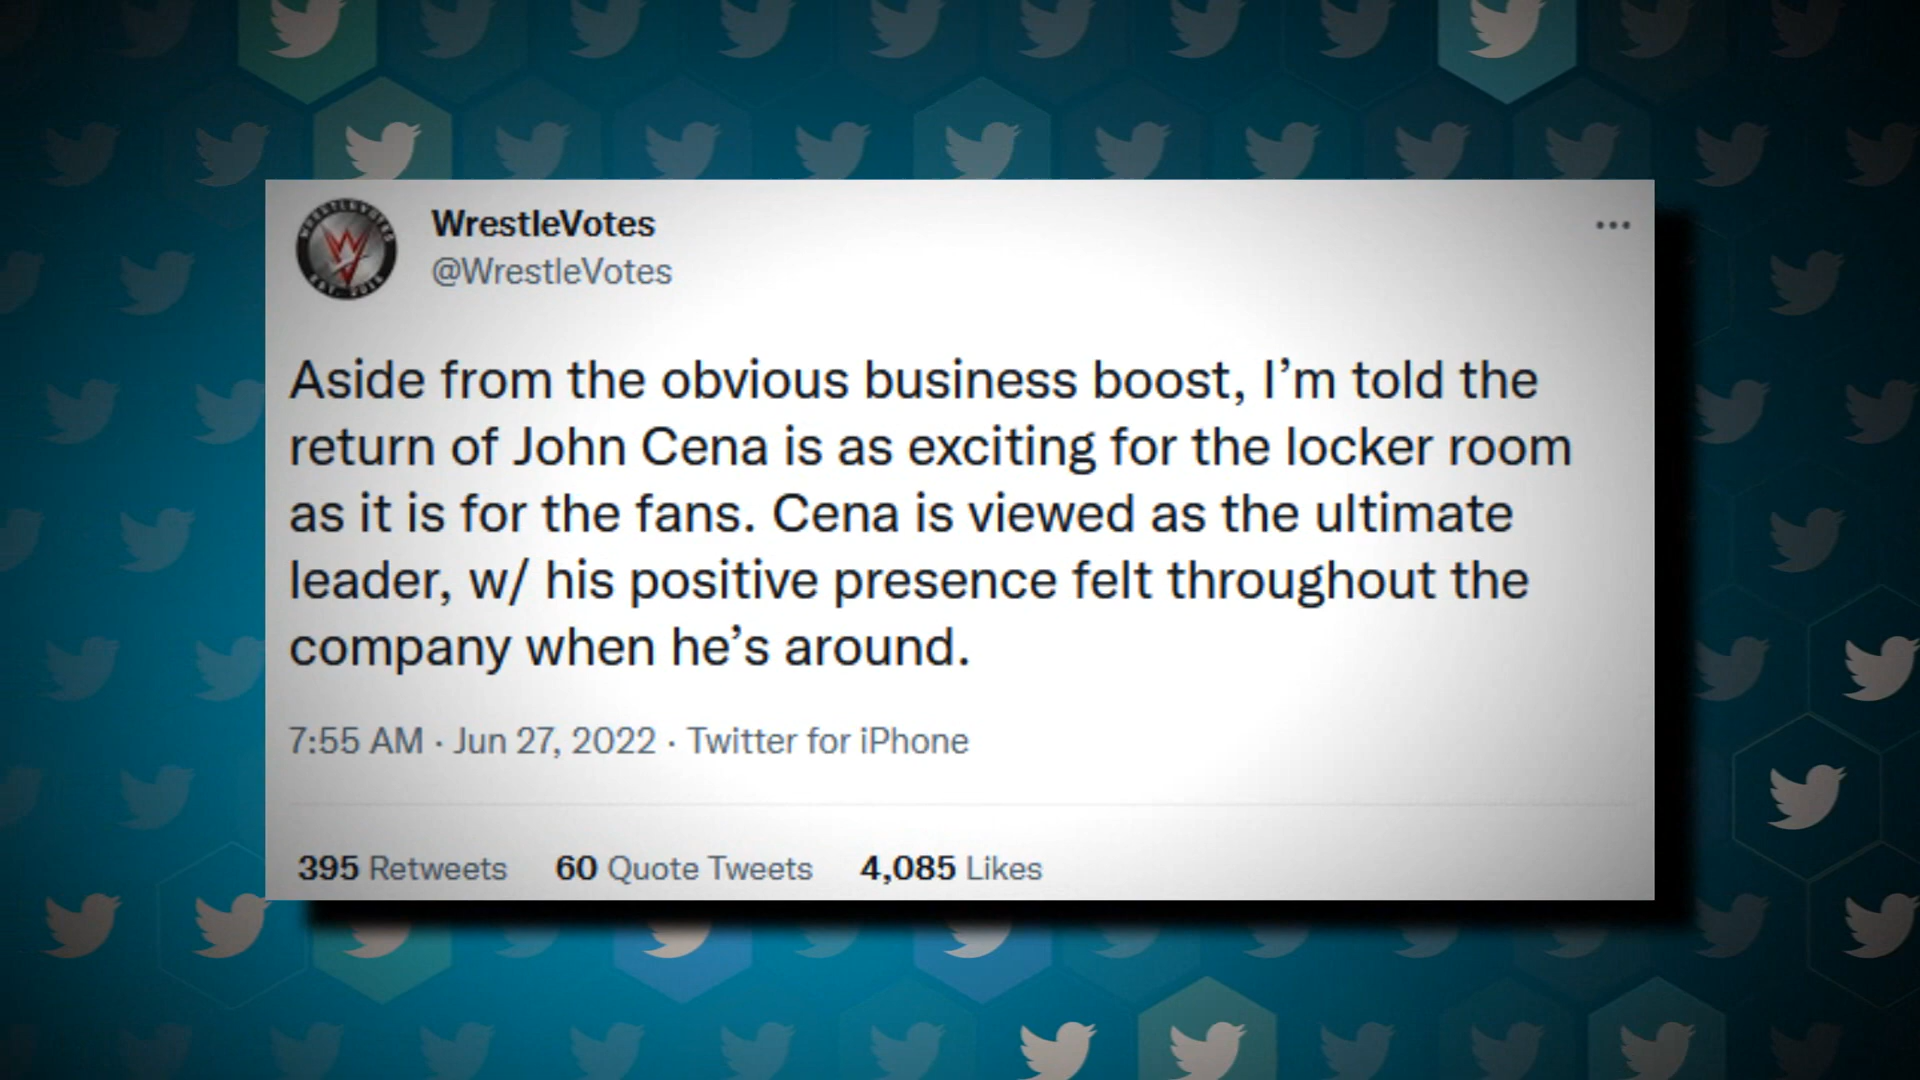 WrestleVotes
@WrestleVotes
Aside from the obvious business boost, I’m told the
return of John Cena is as exciting for the locker room
as it is for the fans. Cena is viewed as the ultimate
leader, w/ his positive presence felt throughout the
company when he’s around.
7:55 AM · Jun 27, 2022 · Twitter for iPhone
395 Retweets 60 Quote Tweets 4,085 Likes